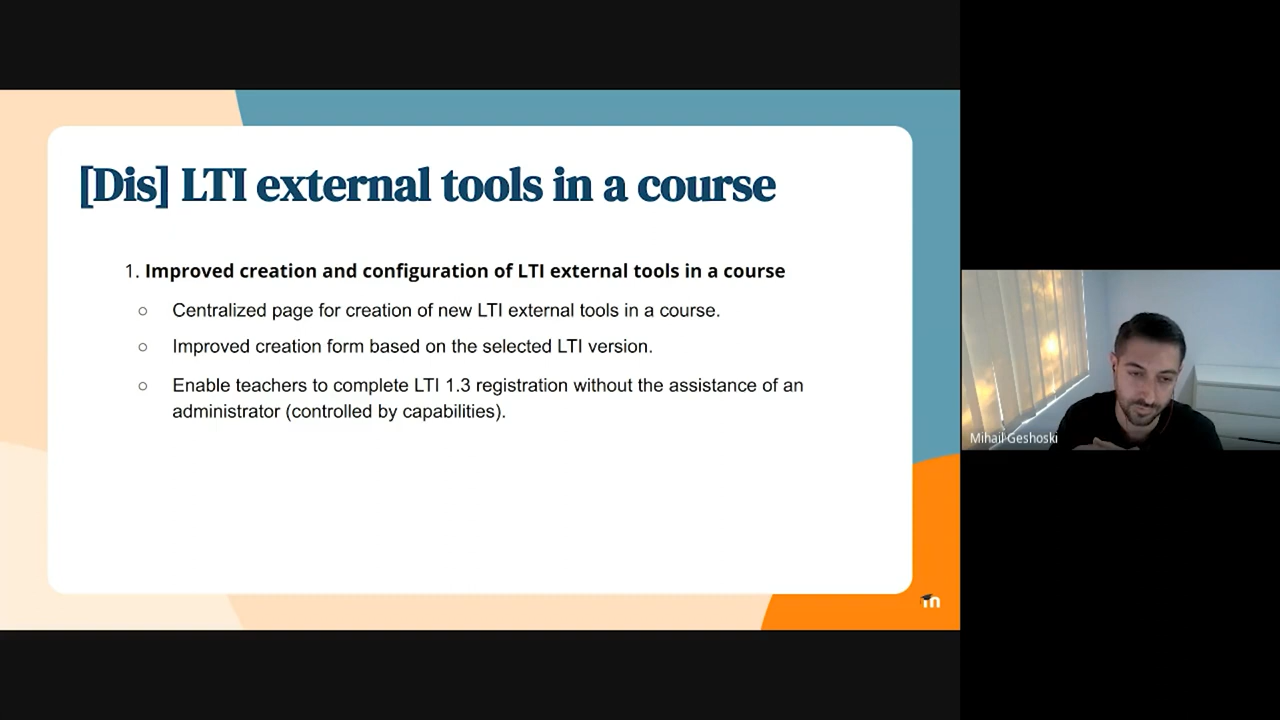 [Dis] LTI external tools in a course
1. Improved creation and configuration of LTI external tools in a course
○ Centralized page for creation of new LTI external tools in a course.
○ Improved creation form based on the selected LTI version.
○ Enable teachers to complete LTI 1.3 registration without the assistance of an
administrator (controlled by capabilities).
m
Mihail Geshoski